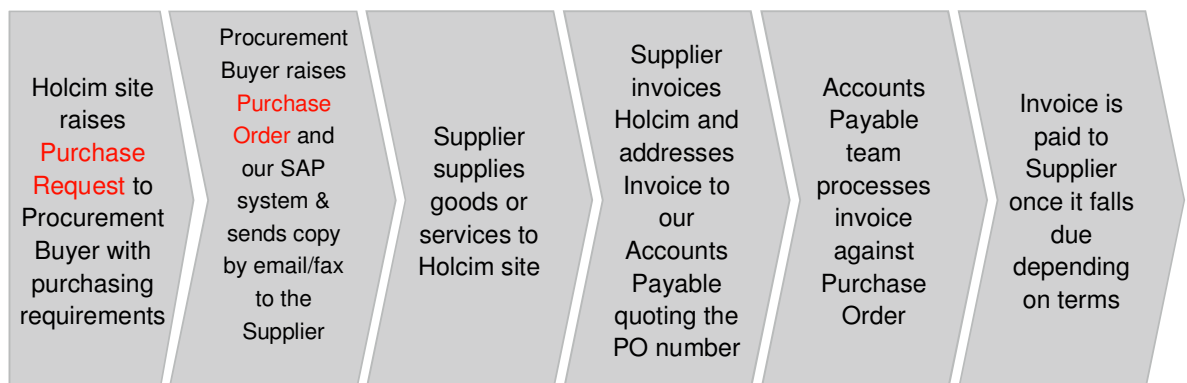 Holcim site
raises
Purchase
Request to
Procurement
Buyer with
purchasing
requirements
Procurement
Buyer raises
Purchase
Order and
our SAP
system &
sends copy
by email/fax
to the
Supplier
Supplier
supplies
goods or
services to
Holcim site
Supplier
invoices
Holcim and
addresses
Invoice to
our
Accounts
Payable
quoting the
PO number
Accounts
Payable
team
processes
invoice
against
Purchase
Order
Invoice is
paid to
Supplier
once it falls
due
depending
on terms